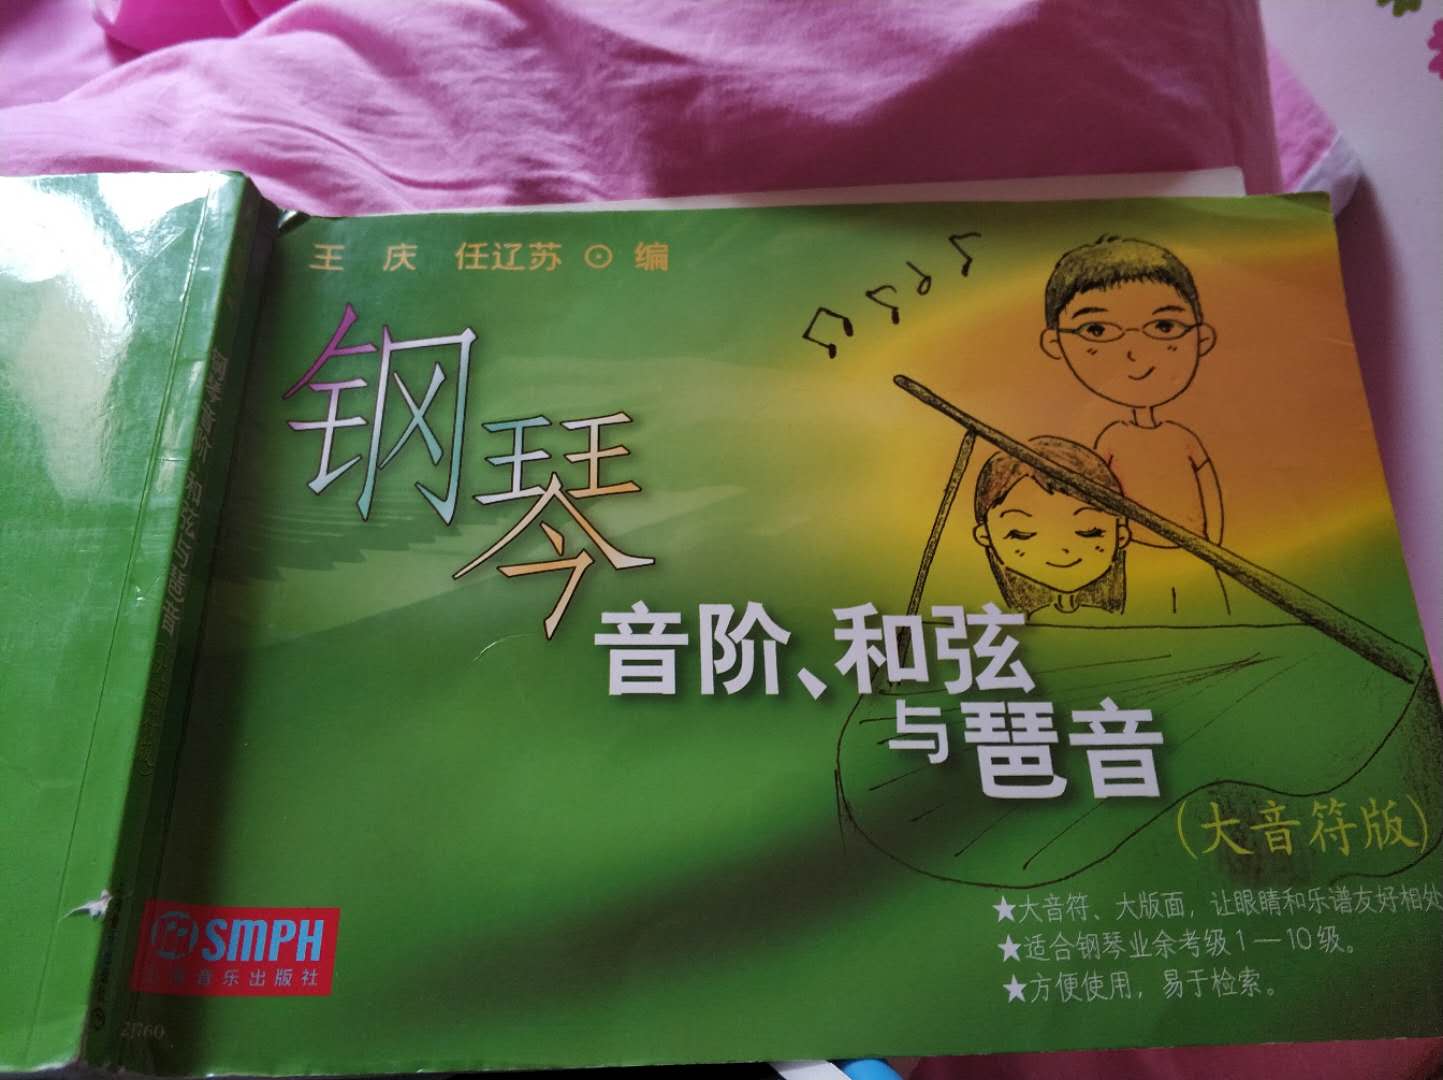 王 庆 任辽苏⊙编
钢琴
音阶、和弦
与琶音
(大音符版)
★大音符、大版面，让眼睛和乐谱友好相处
★适合钢琴业余考级1—10级。
★方便使用，易于检索。
SMPH
音乐出版社